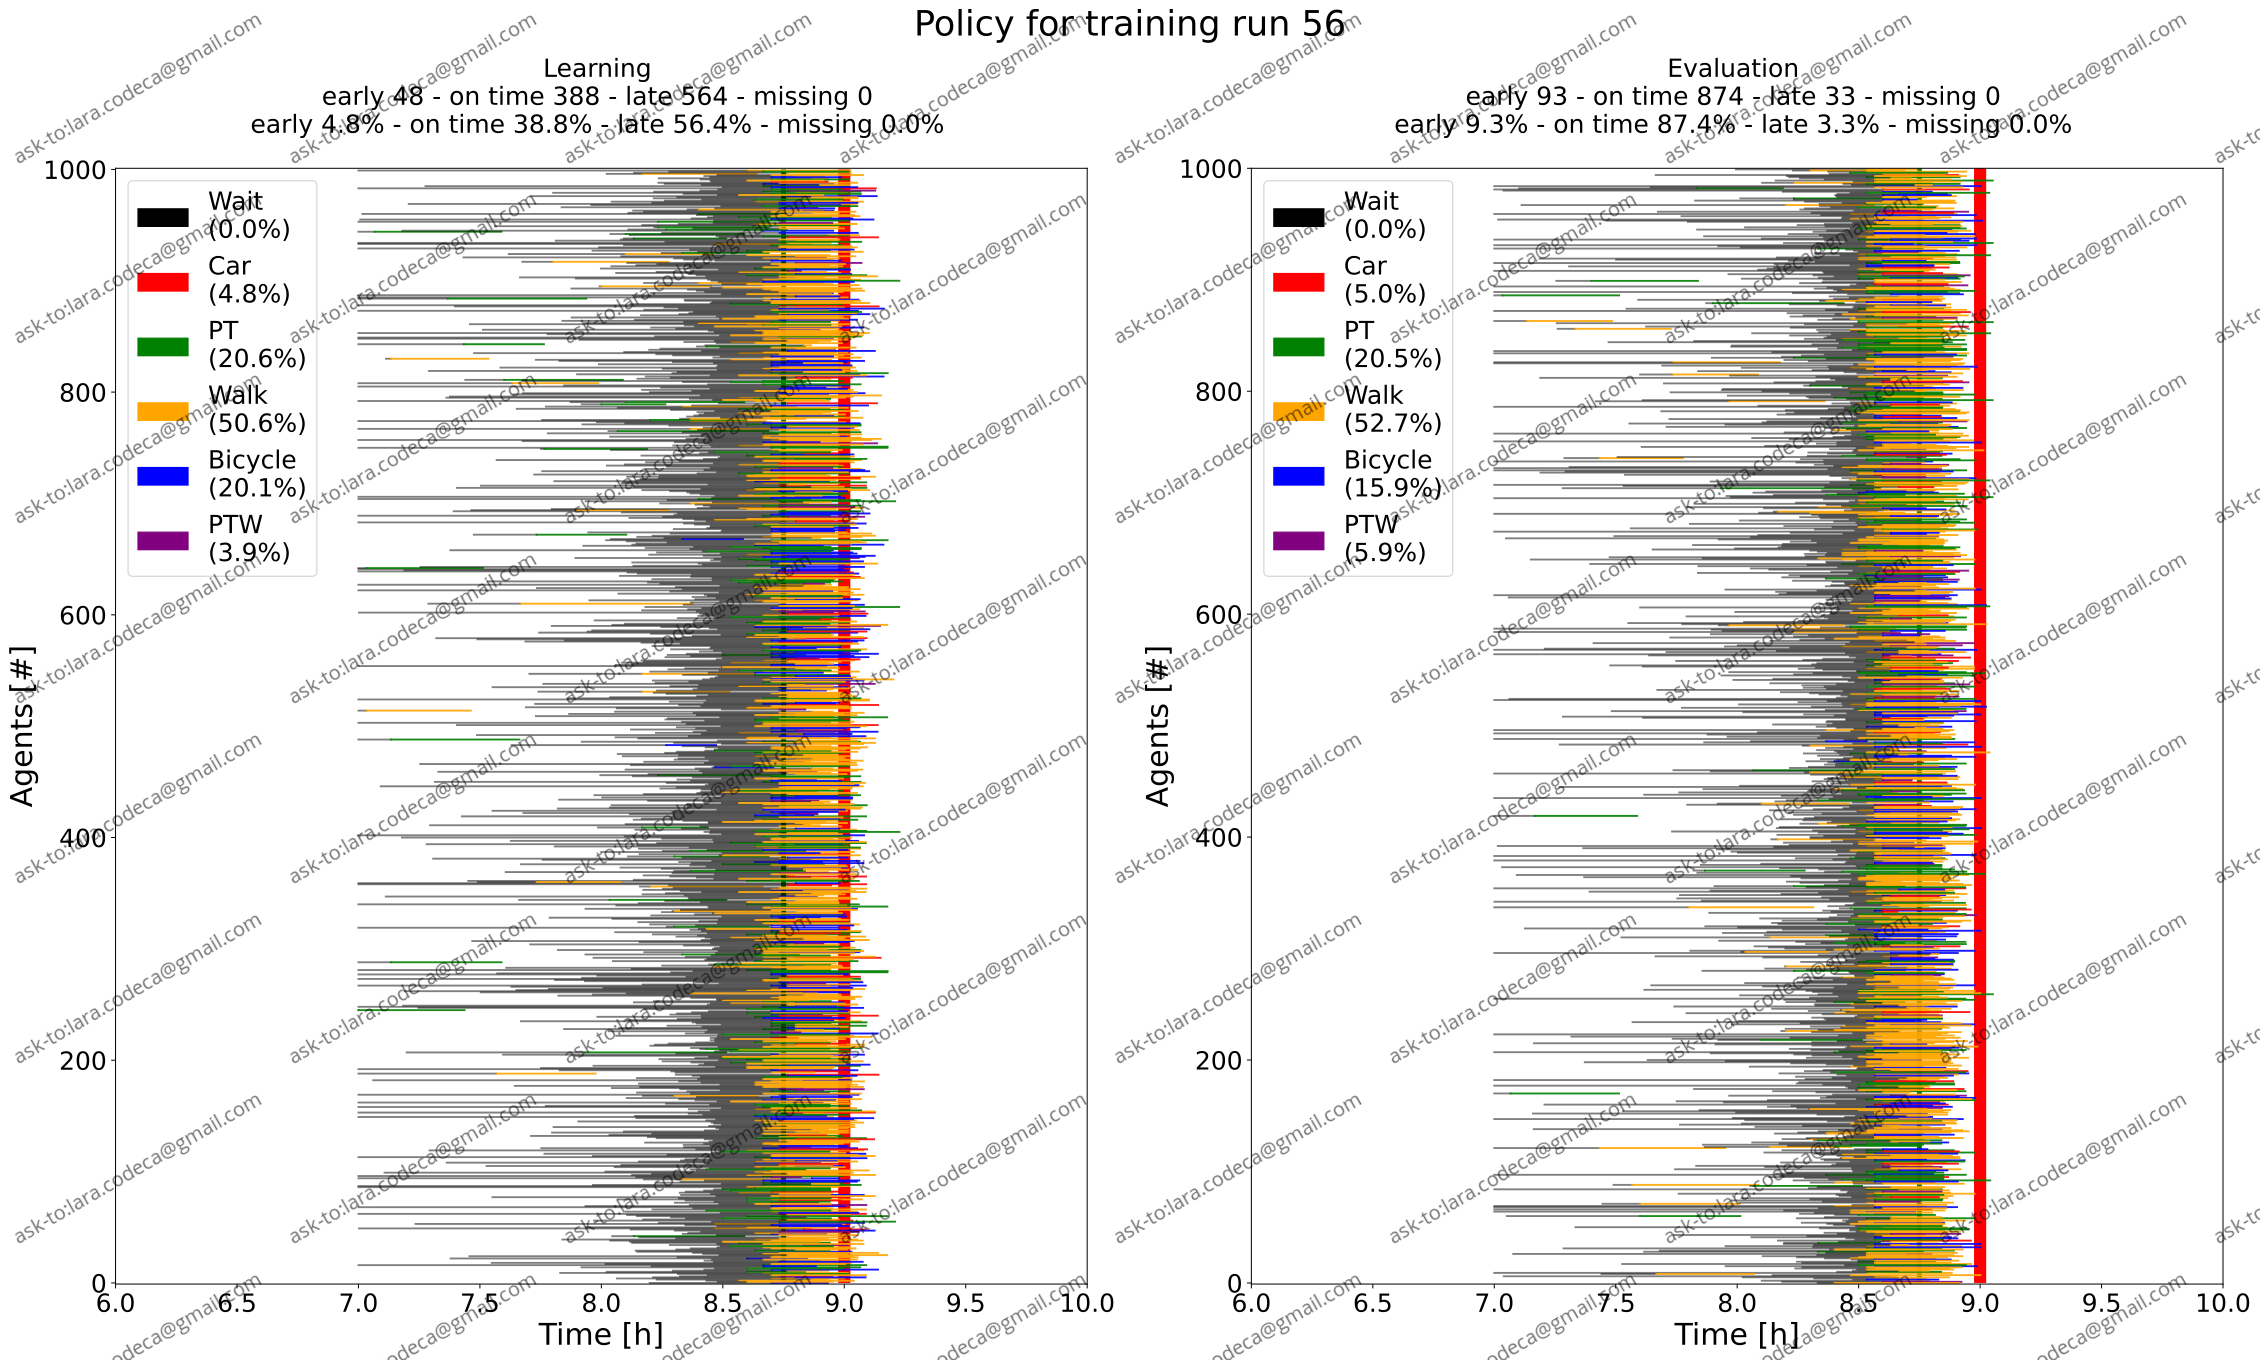 Policy for training run 56
Learning
early 48 - on time 388 - late 564 - missing 0
early 4.8% - on time 38.8% - late 56.4% - missing 0.0%
Evaluation
early 93 - on time 874 - late 33 - missing 0
early 9.3% - on time 87.4% - late 3.3% - missing 0.0%
Agents [#]
1000
800
600
400
200
0
Wait
(0.0%)
Car
(4.8%)
PT
(20.6%)
Walk
(50.6%)
Bicycle
(20.1%)
PTW
(3.9%)
6.0 6.5 7.0 7.5 8.0 8.5 9.0 9.5 10.0
Time [h]
Agents [#]
1000
800
600
400
200
0
Wait
(0.0%)
Car
(5.0%)
PT
(20.5%)
Walk
(52.7%)
Bicycle
(15.9%)
PTW
(5.9%)
6.0 6.5 7.0 7.5 8.0 8.5 9.0 9.5 10.0
Time [h]
ask-to:lara.codeca@gmail.com